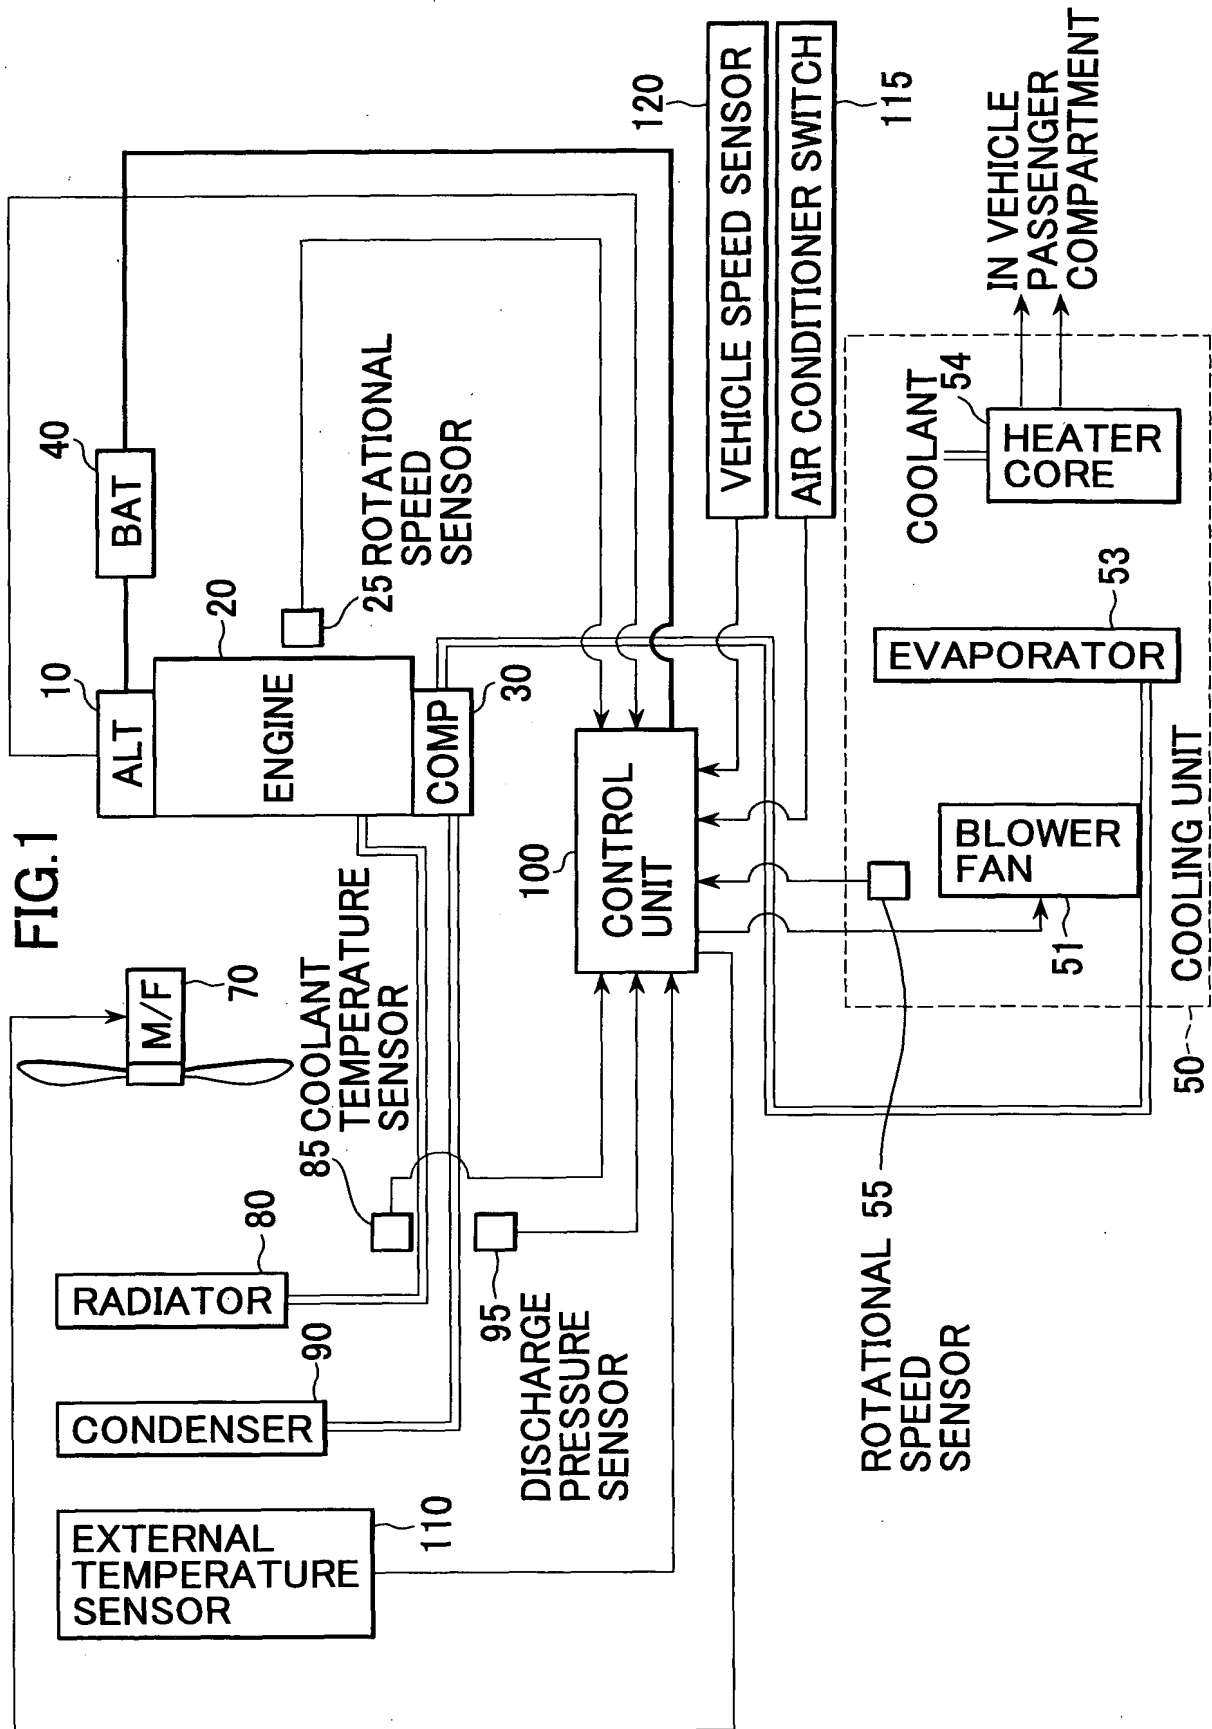 FIG.1
EXTERNAL
TEMPERATURE
SENSOR
110
CONDENSER
90
RADIATOR
80
M/F
70
85 COOLANT
TEMPERATURE
SENSOR
95
DISCHARGE
PRESSURE
SENSOR
ALT
10
ENGINE
20
COMP
30
BAT
40
25 ROTATIONAL
SPEED
SENSOR
100
CONTROL
UNIT
120
VEHICLE SPEED SENSOR
AIR CONDITIONER SWITCH
115
ROTATIONAL 55
SPEED
SENSOR
50
COOLING UNIT
BLOWER
FAN
51
EVAPORATOR
53
COOLANT
54
HEATER
CORE
IN VEHICLE
PASSENGER
COMPARTMENT